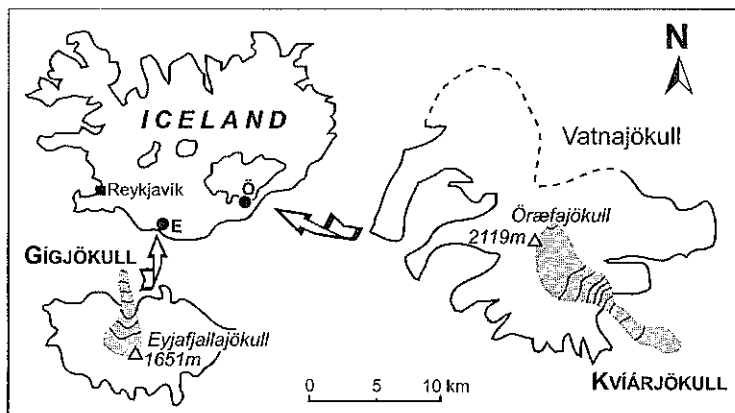 N
ICELAND
Vatnajökull
Reykjavík
Ö
Öræfajökull
2119m
E
GÍGJÖKULL
Eyjafjallajökull
1651m
0 5 10 km
KVÍÁRJÖKULL